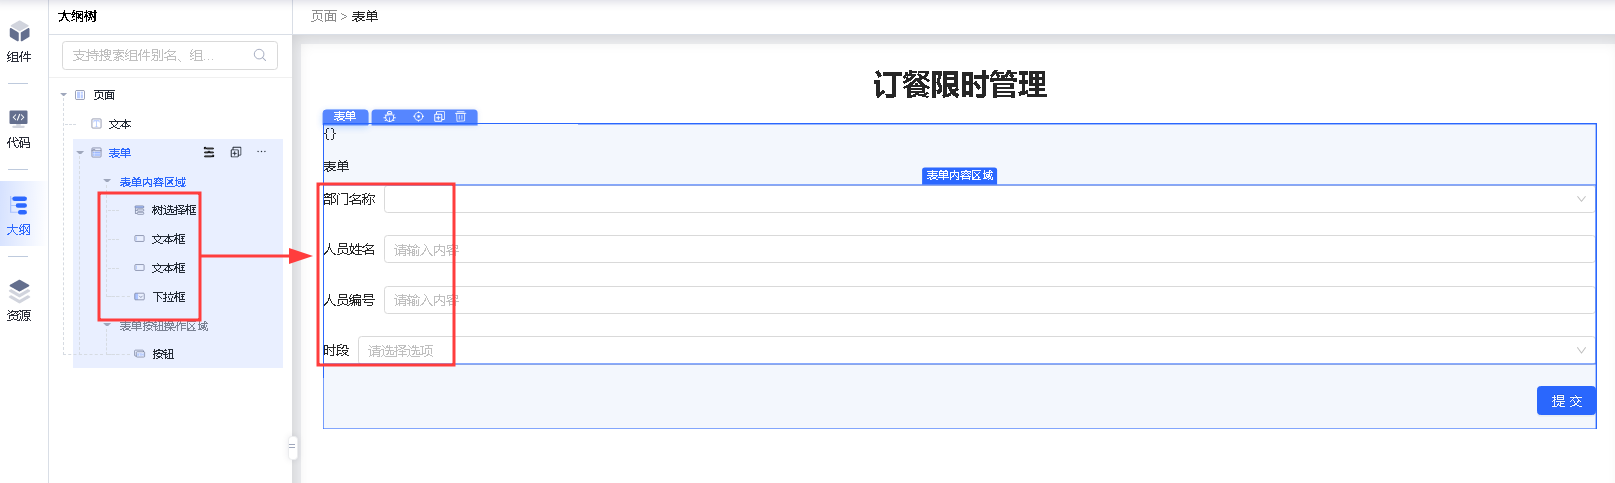 组件
代码
大纲
资源
大纲树
支持搜索组件别名、组...
页面
文本
表单
表单内容区域
树选择框
文本框
文本框
下拉框
表单按钮操作区域
按钮
页面 > 表单
订餐限时管理
表单
{}
表单
表单内容区域
部门名称
人员姓名 请输入内容
人员编号 请输入内容
时段 请选择选项
提 交